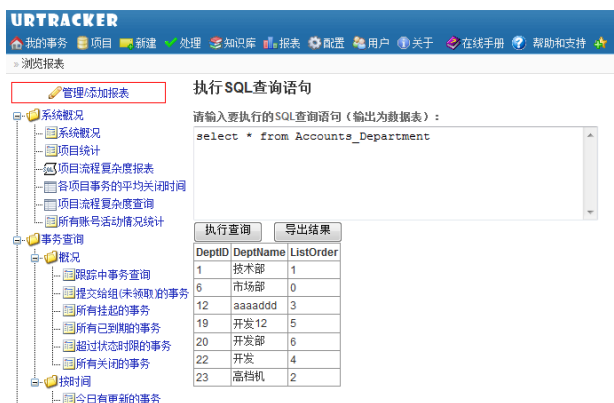 URTRACKER
我的事务 项目 新建 处理 知识库 报表 配置 用户 关于 在线手册 帮助和支持
» 浏览报表
管理/添加报表
系统概况
系统概况
项目统计
项目流程复杂度报表
各项目事务的平均关闭时间
项目流程复杂度查询
所有账号活动情况统计
事务查询
概况
跟踪中事务查询
提交给组(未领取)的事务
所有挂起的事务
所有已到期的事务
超过状态时限的事务
所有关闭的事务
按时间
今日有更新的事务
执行SQL查询语句
请输入要执行的SQL查询语句（输出为数据表）：
select * from Accounts_Department
执行查询 导出结果
DeptID DeptName ListOrder
1 技术部 1
6 市场部 0
12 aaaaddd 3
19 开发12 5
20 开发部 6
22 开发 4
23 高档机 2